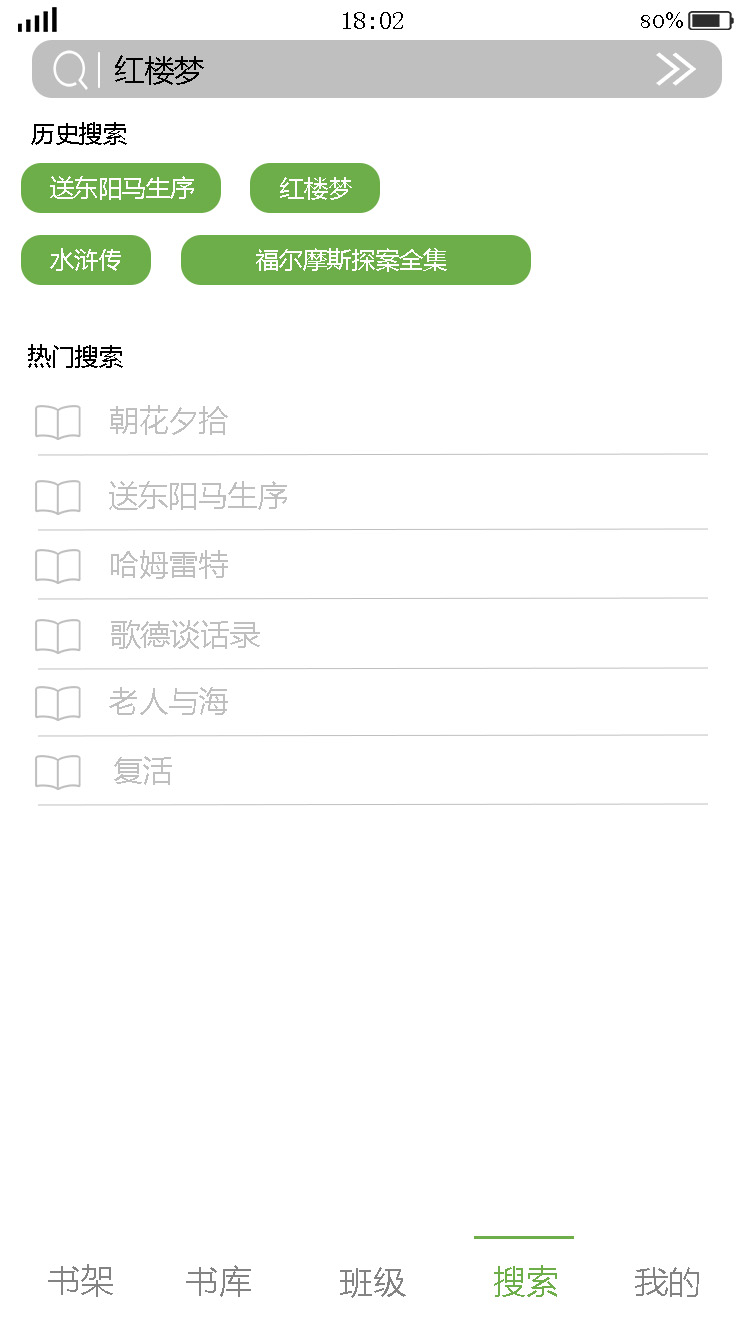 18:02 80%
红楼梦
历史搜索
送东阳马生序 红楼梦
水浒传 福尔摩斯探案全集
热门搜索
朝花夕拾
送东阳马生序
哈姆雷特
歌德谈话录
老人与海
复活
书架 书库 班级 搜索 我的